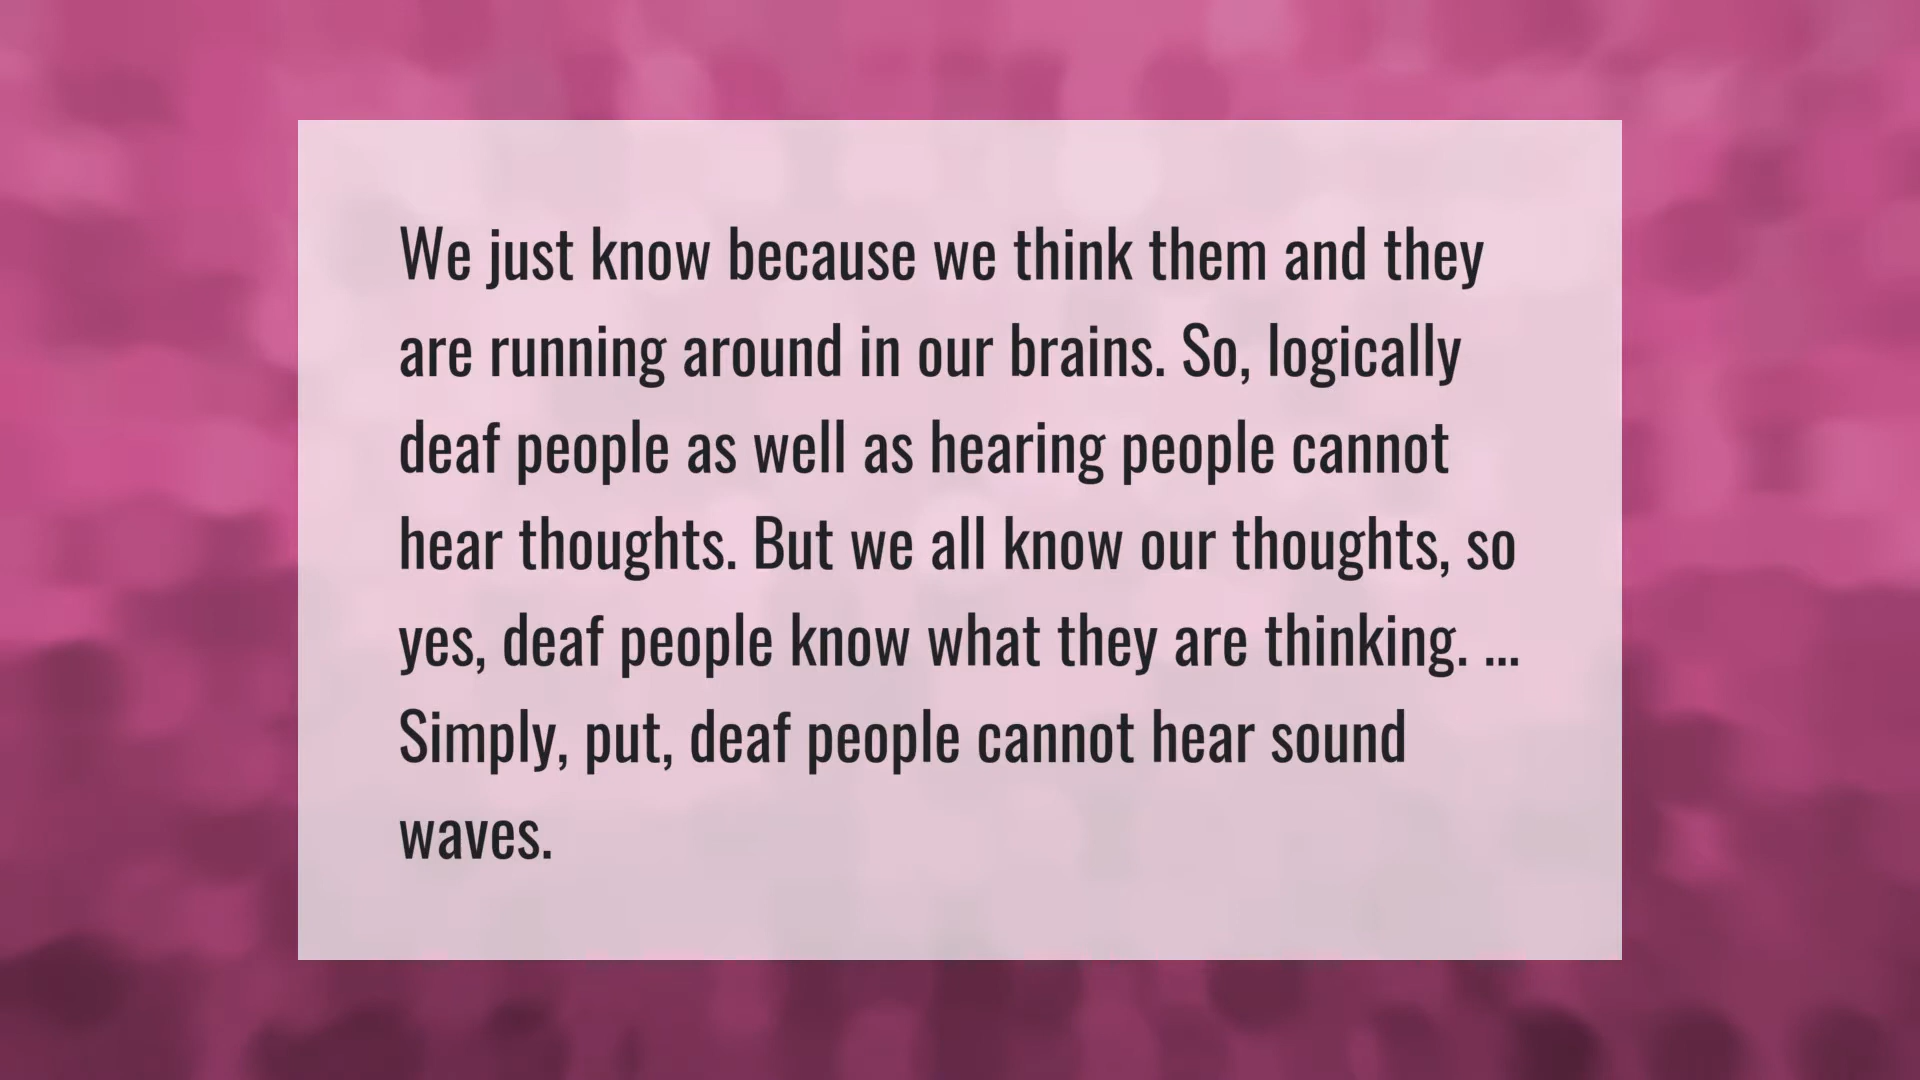 We just know because we think them and they
are running around in our brains. So, logically
deaf people as well as hearing people cannot
hear thoughts. But we all know our thoughts, so
yes, deaf people know what they are thinking. ...
Simply, put, deaf people cannot hear sound
waves.